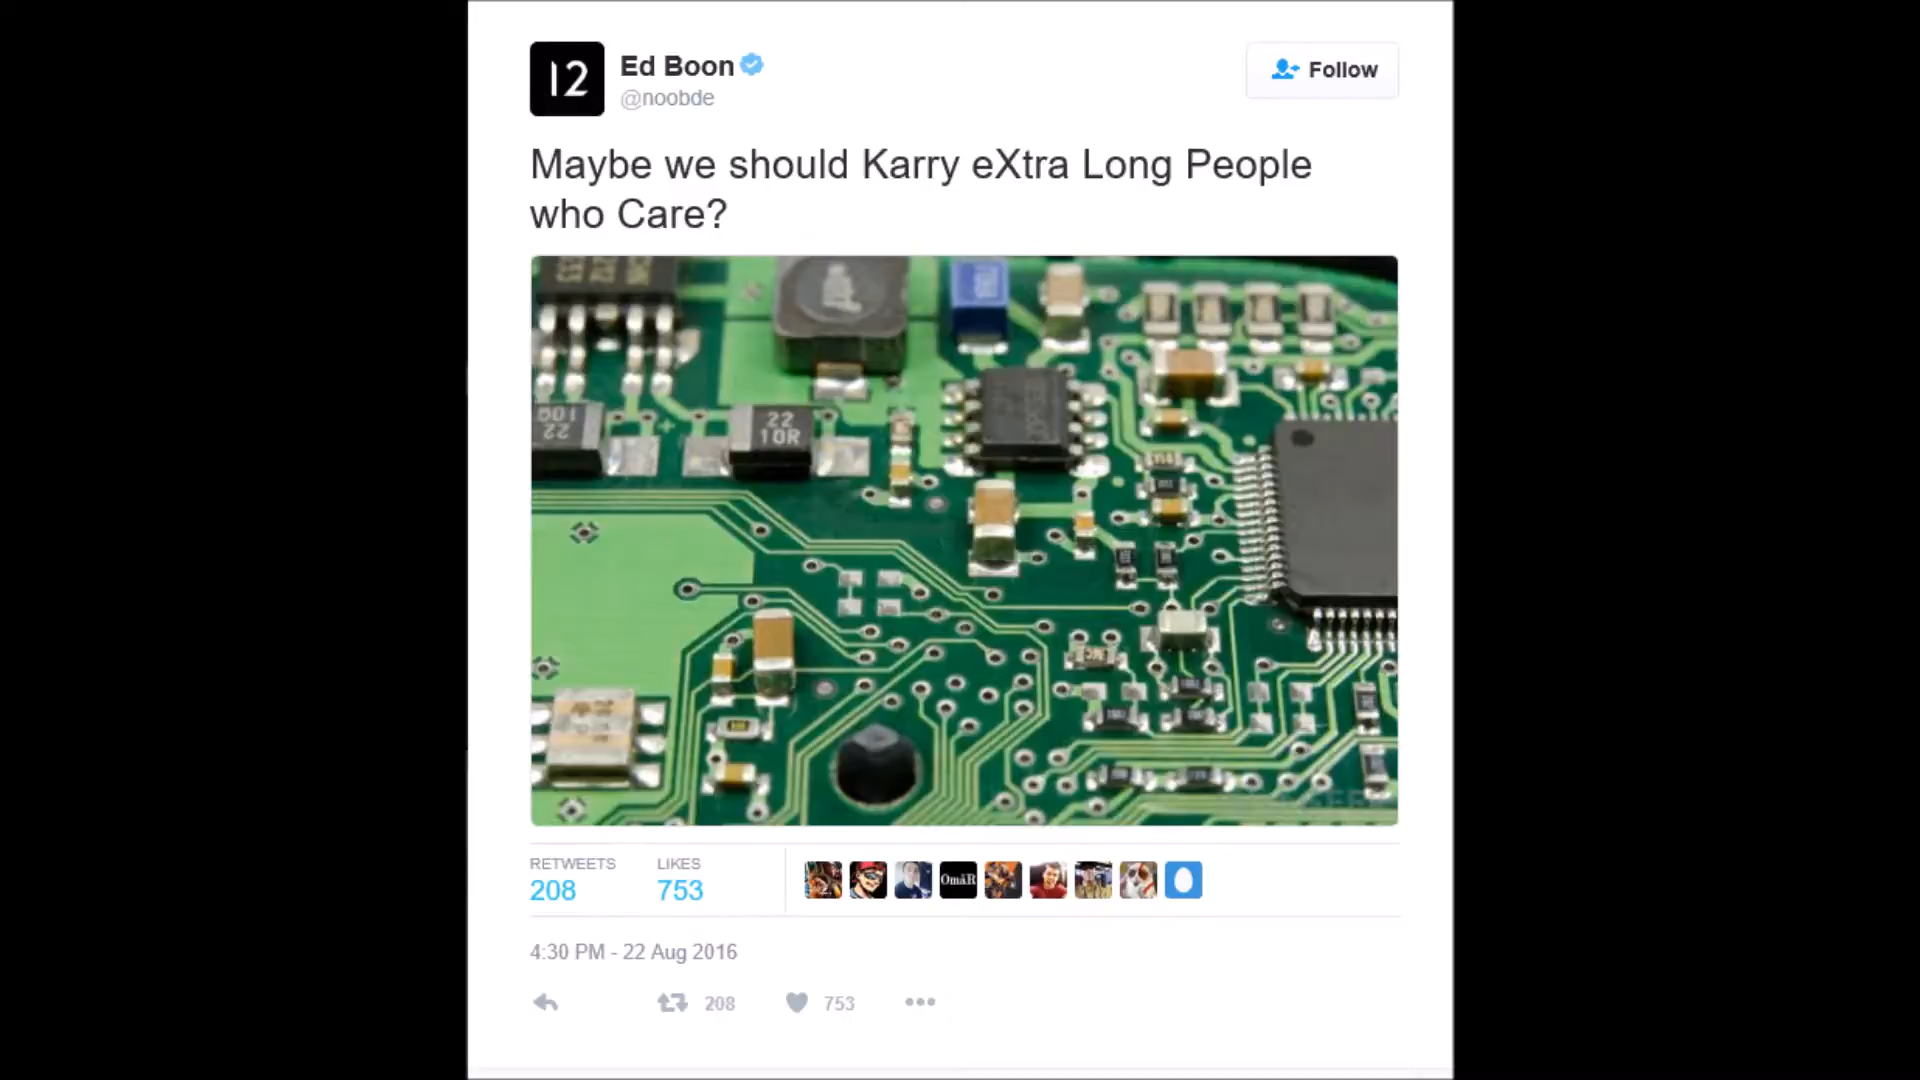 12
Ed Boon
@noobde
Follow
Maybe we should Karry eXtra Long People
who Care?
22
10R
22
10R
RETWEETS
208
LIKES
753
OmaR
4:30 PM - 22 Aug 2016
208
753